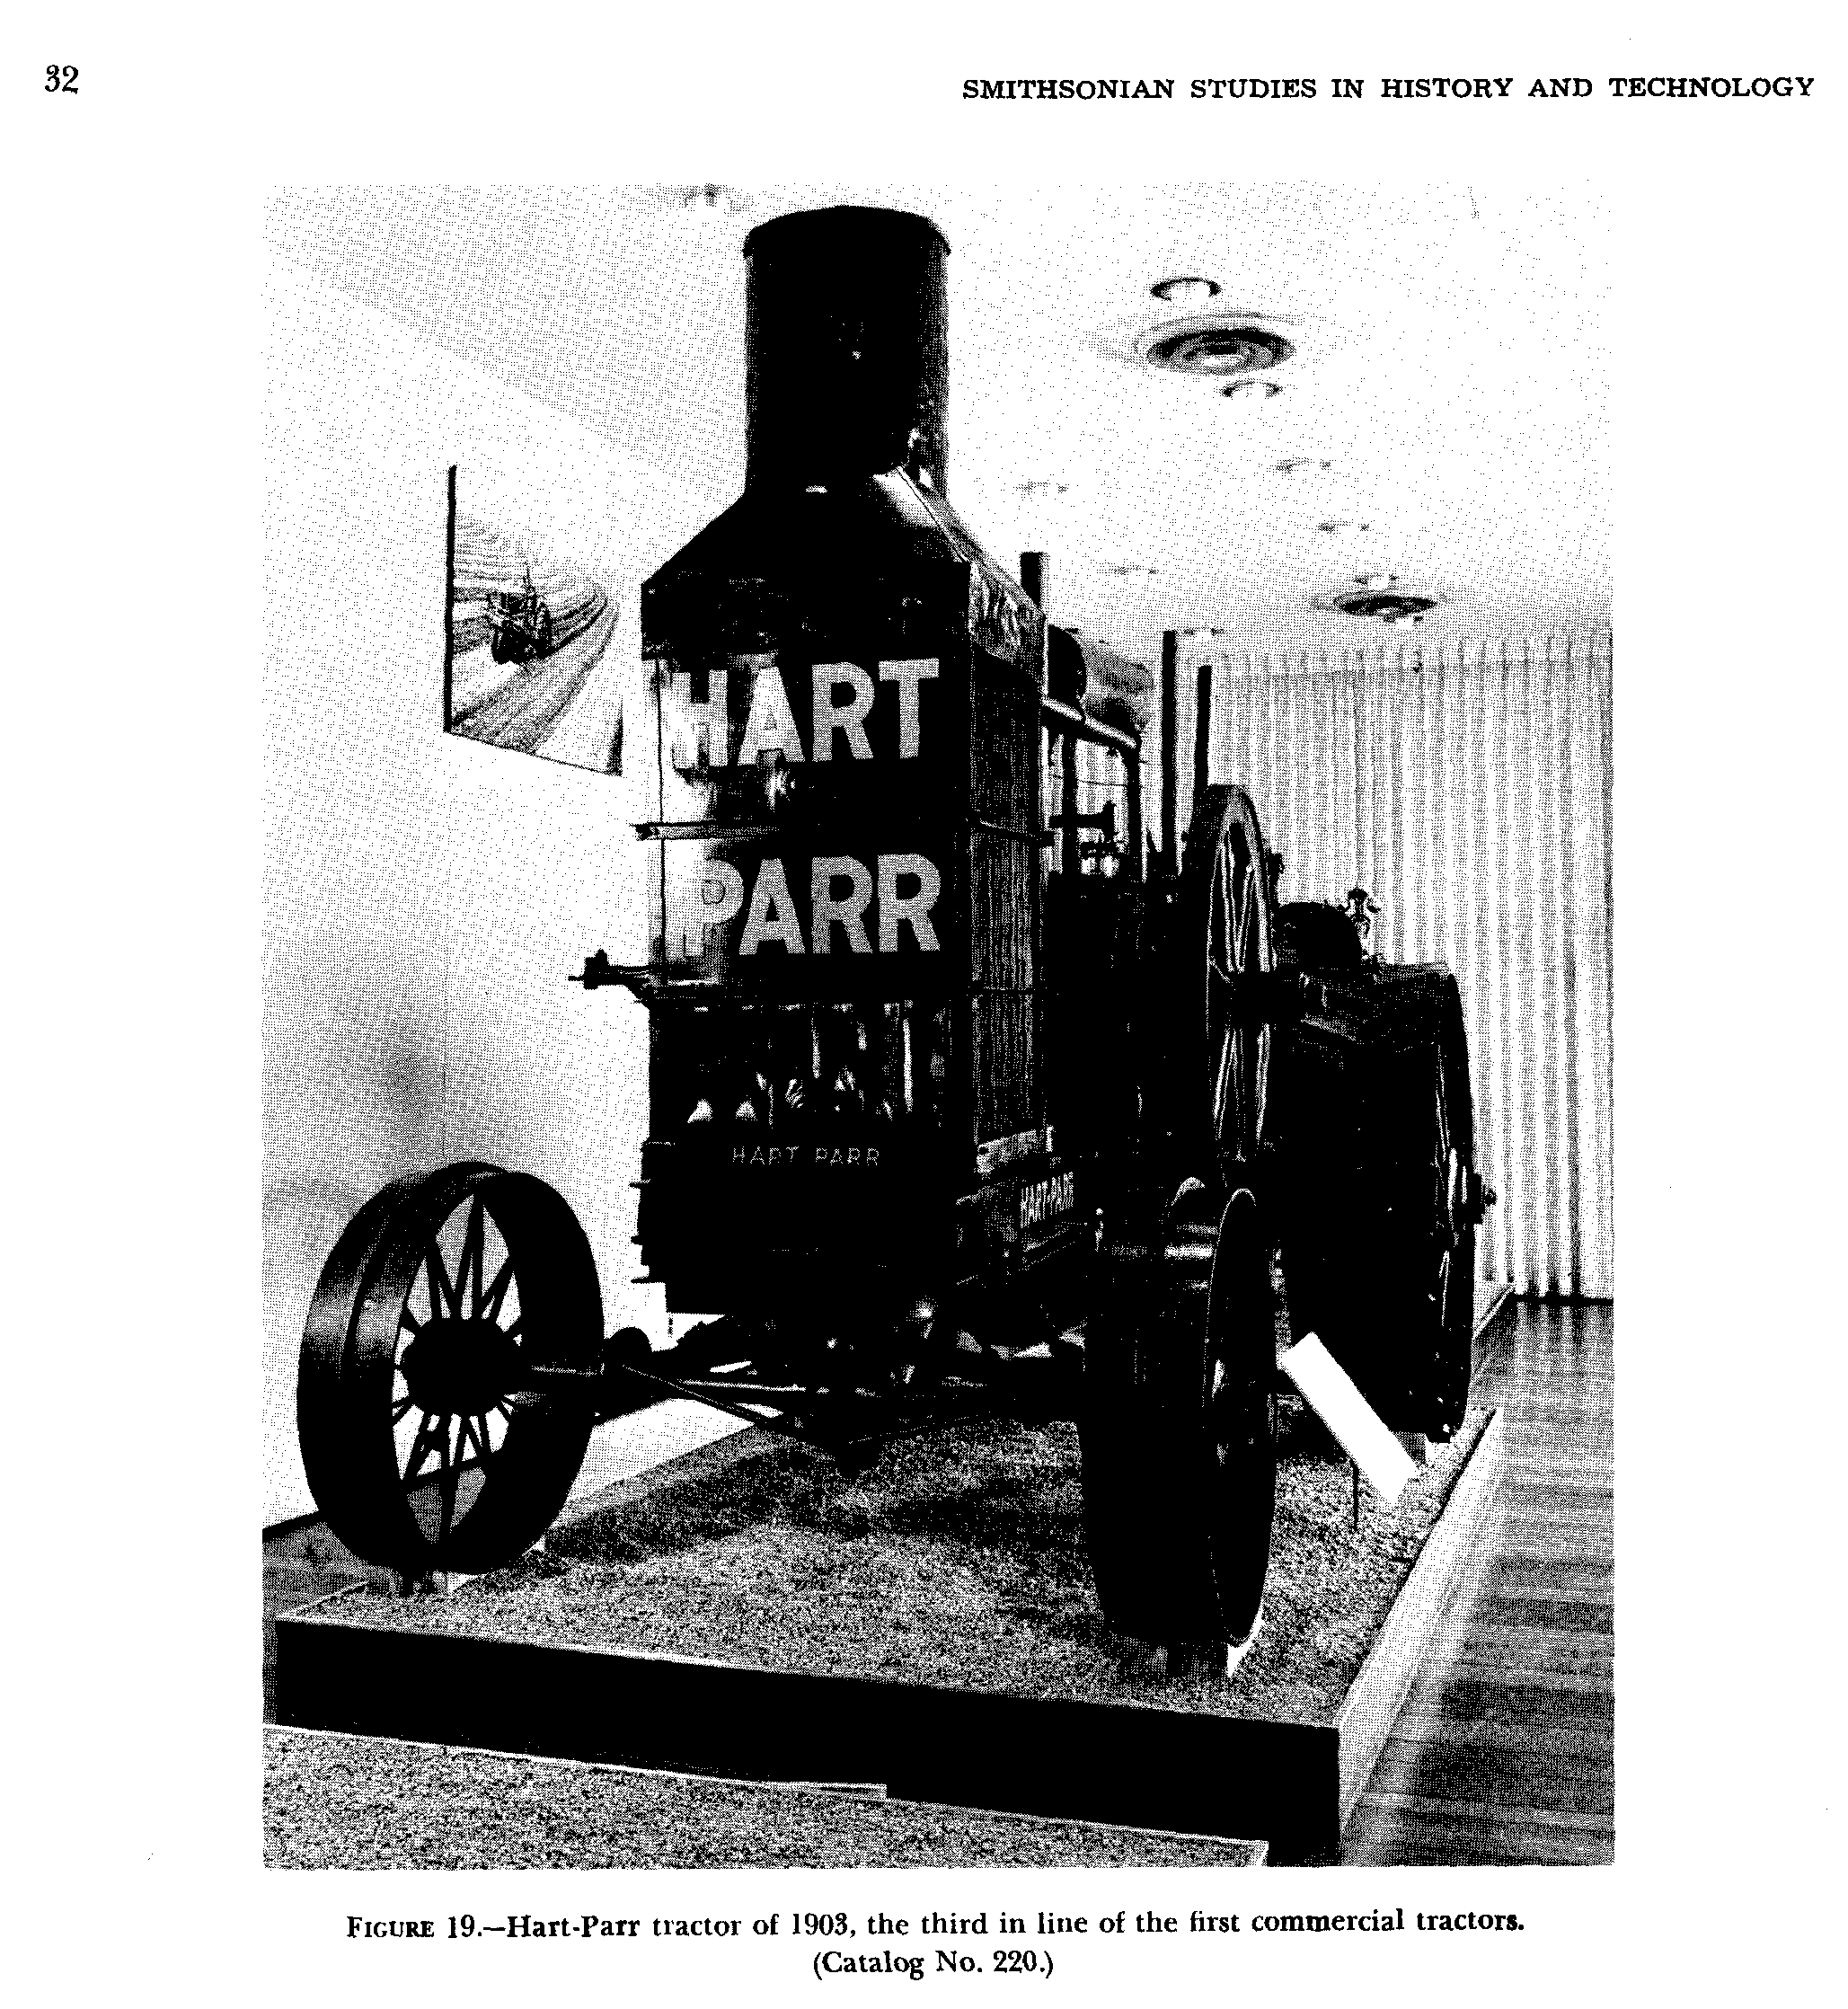 32
SMITHSONIAN STUDIES IN HISTORY AND TECHNOLOGY
HART
PARR
HART PARR
HART-PARR
FIGURE 19.—Hart-Parr tractor of 1903, the third in line of the first commercial tractors.
(Catalog No. 220.)